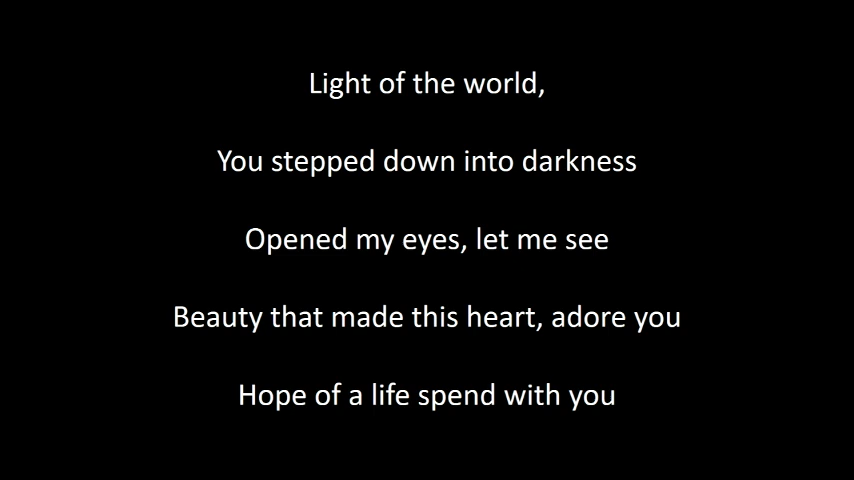 Light of the world,
You stepped down into darkness
Opened my eyes, let me see
Beauty that made this heart, adore you
Hope of a life spend with you